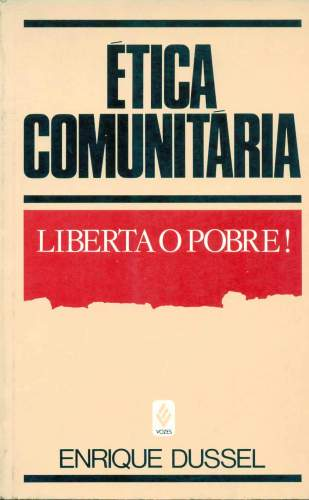 ÉTICA
COMUNITÁRIA
LIBERTA O POBRE!
VOZES
ENRIQUE DUSSEL